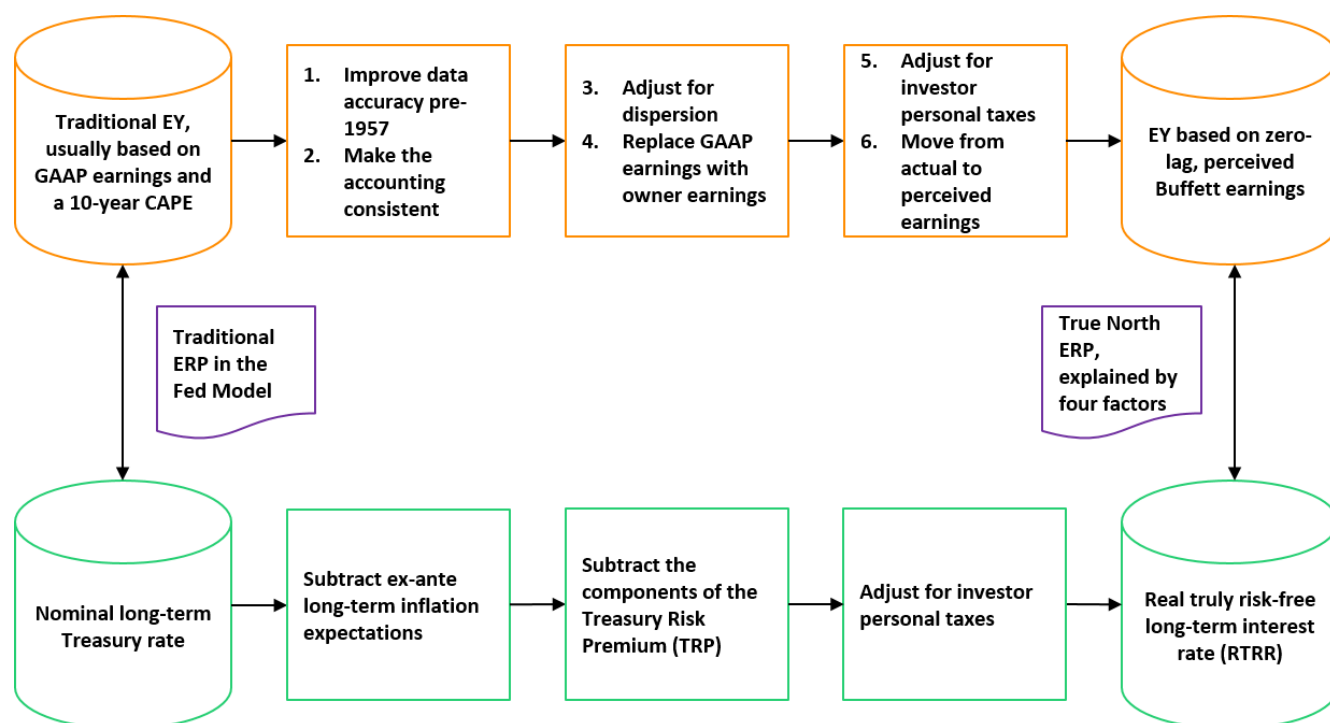 Traditional EY,
usually based on
GAAP earnings and
a 10-year CAPE
1. Improve data
accuracy pre-
1957
2. Make the
accounting
consistent
3. Adjust for
dispersion
4. Replace GAAP
earnings with
owner earnings
5. Adjust for
investor
personal taxes
6. Move from
actual to
perceived
earnings
EY based on zero-
lag, perceived
Buffett earnings
Traditional
ERP in the
Fed Model
True North
ERP,
explained by
four factors
Nominal long-term
Treasury rate
Subtract ex-ante
long-term inflation
expectations
Subtract the
components of the
Treasury Risk
Premium (TRP)
Adjust for investor
personal taxes
Real truly risk-free
long-term interest
rate (RTRR)